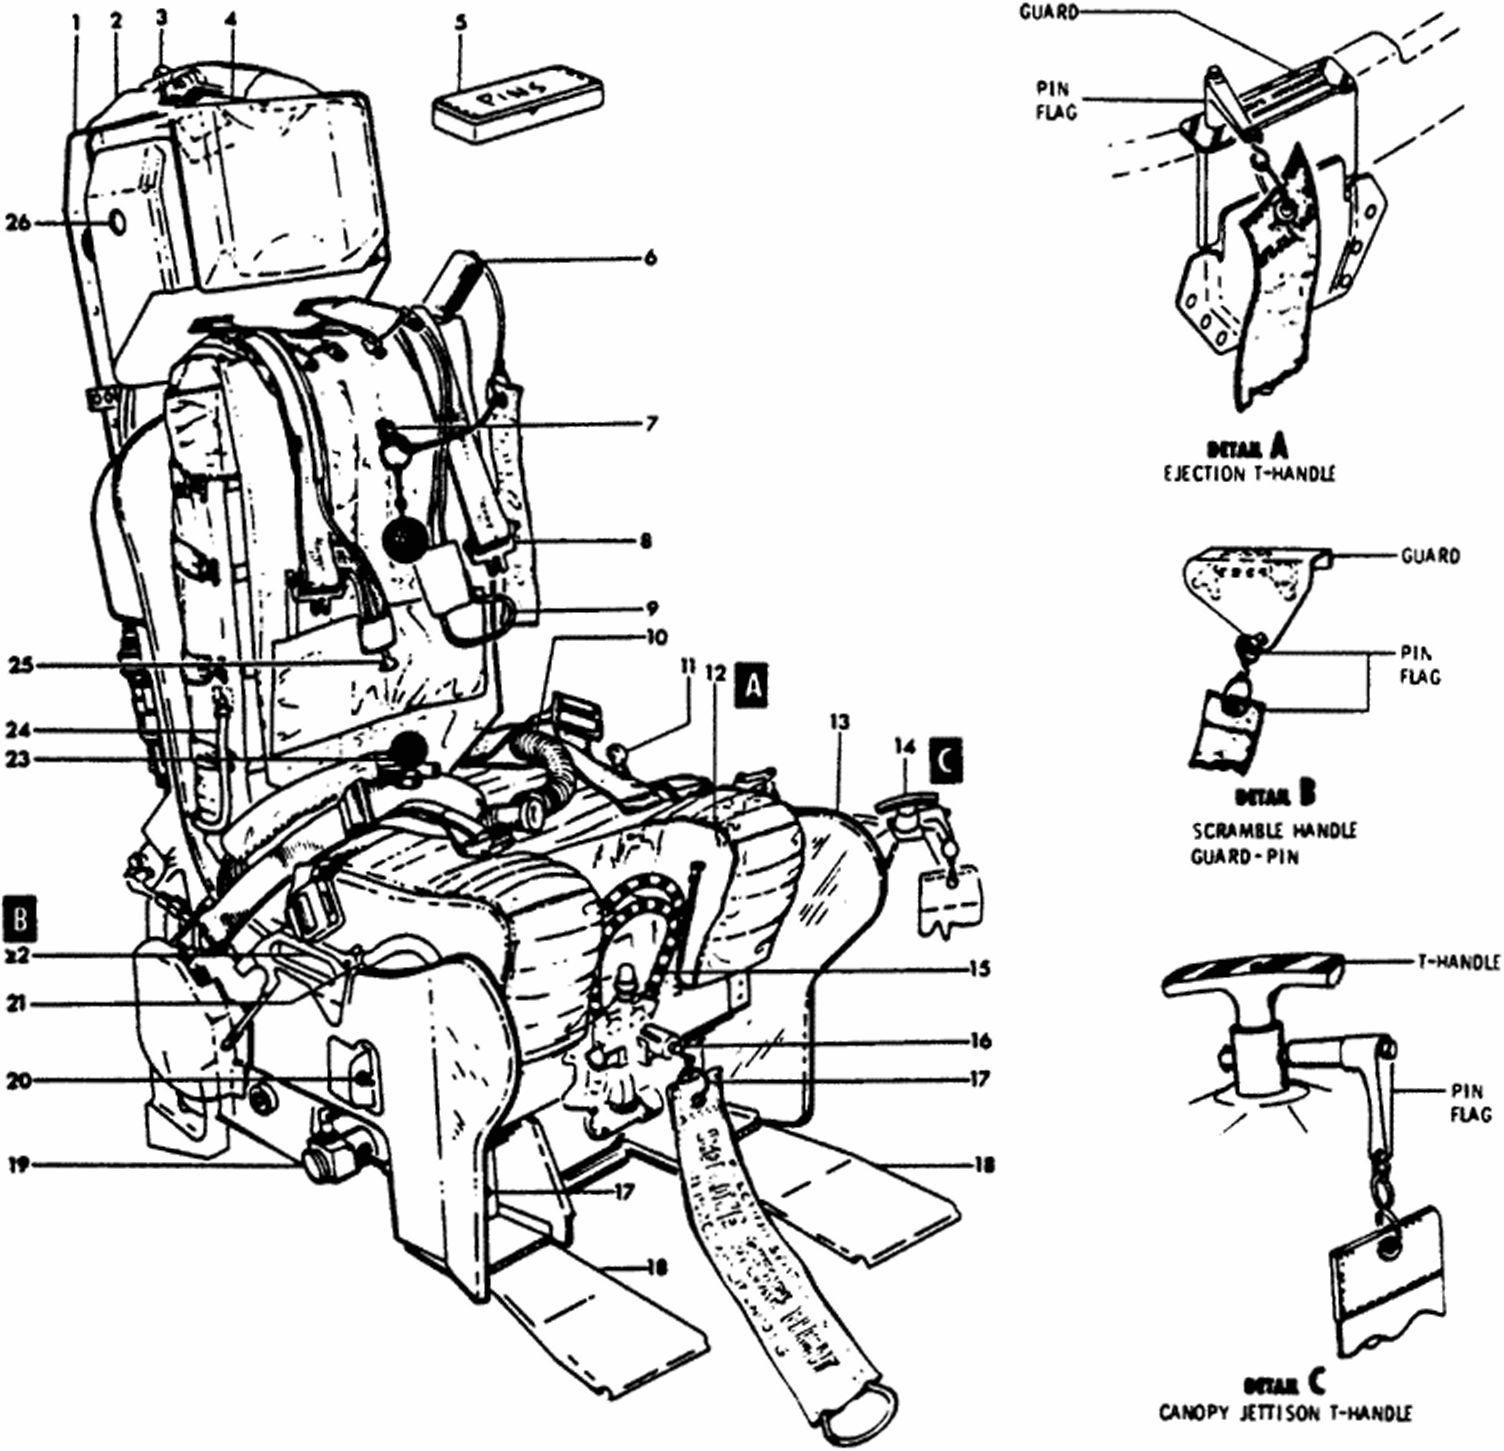 1
2
3
4
5
PINS
6
7
8
9
10
11
12
A
13
14
C
15
16
17
18
17
18
19
20
21
22
B
23
24
25
26
GUARD
PIN
FLAG
DETAIL A
EJECTION T-HANDLE
GUARD
PIN
FLAG
DETAIL B
SCRAMBLE HANDLE
GUARD-PIN
T-HANDLE
PIN
FLAG
DETAIL C
CANOPY JETTISON T-HANDLE